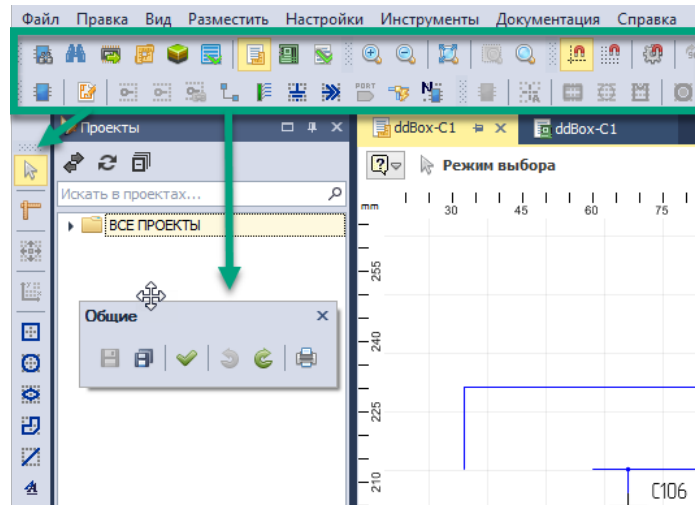 Файл Правка Вид Разместить Настройки Инструменты Документация Справка
PORT
N
IA
Проекты
ddBox-C1
ddBox-C1
Режим выбора
Искать в проектах...
mm 30 45 60 75
ВСЕ ПРОЕКТЫ
255
Общие
240
225
210
C106